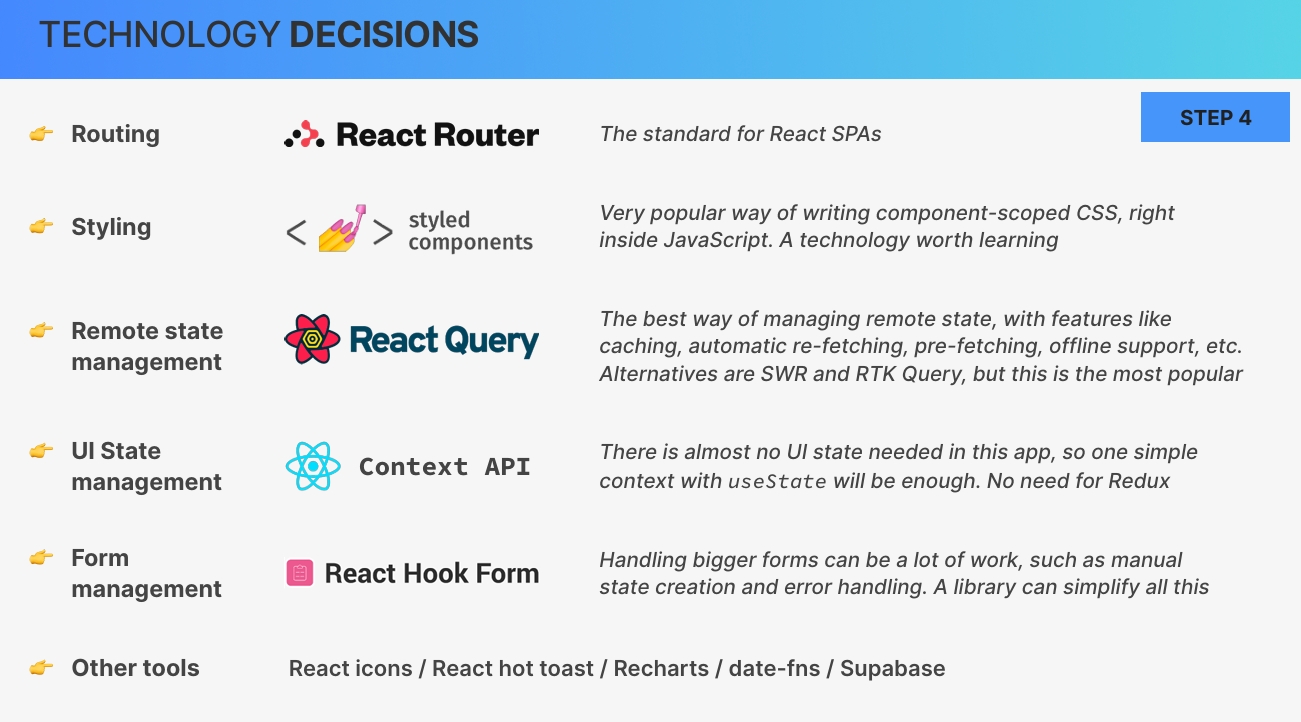 TECHNOLOGY DECISIONS
STEP 4
Routing
React Router
The standard for React SPAs
Styling
< > styled
components
Very popular way of writing component-scoped CSS, right
inside JavaScript. A technology worth learning
Remote state
management
React Query
The best way of managing remote state, with features like
caching, automatic re-fetching, pre-fetching, offline support, etc.
Alternatives are SWR and RTK Query, but this is the most popular
UI State
management
Context API
There is almost no UI state needed in this app, so one simple
context with useState will be enough. No need for Redux
Form
management
React Hook Form
Handling bigger forms can be a lot of work, such as manual
state creation and error handling. A library can simplify all this
Other tools
React icons / React hot toast / Recharts / date-fns / Supabase